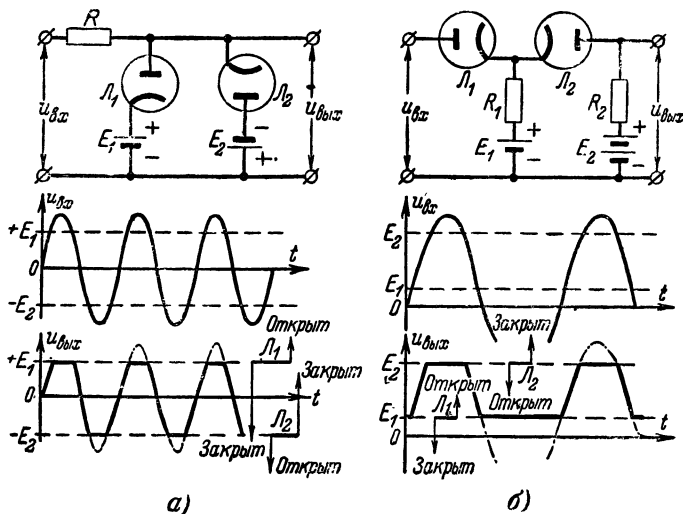 R
Л₁
Л₂
uвх
uвых
E₁
+
−
E₂
−
+
Л₁
Л₂
uвх
R₁
R₂
uвых
E₁
+
−
E₂
+
−
uвх
+E₁
0
−E₂
t
uвх
E₂
E₁
0
t
uвых
+E₁
0
−E₂
t
Открыт
Л₁
Закрыт
Закрыт
Л₂
Открыт
uвых
E₂
E₁
0
t
Закрыт
Л₂
Открыт
Открыт
Л₁
Закрыт
а)
б)